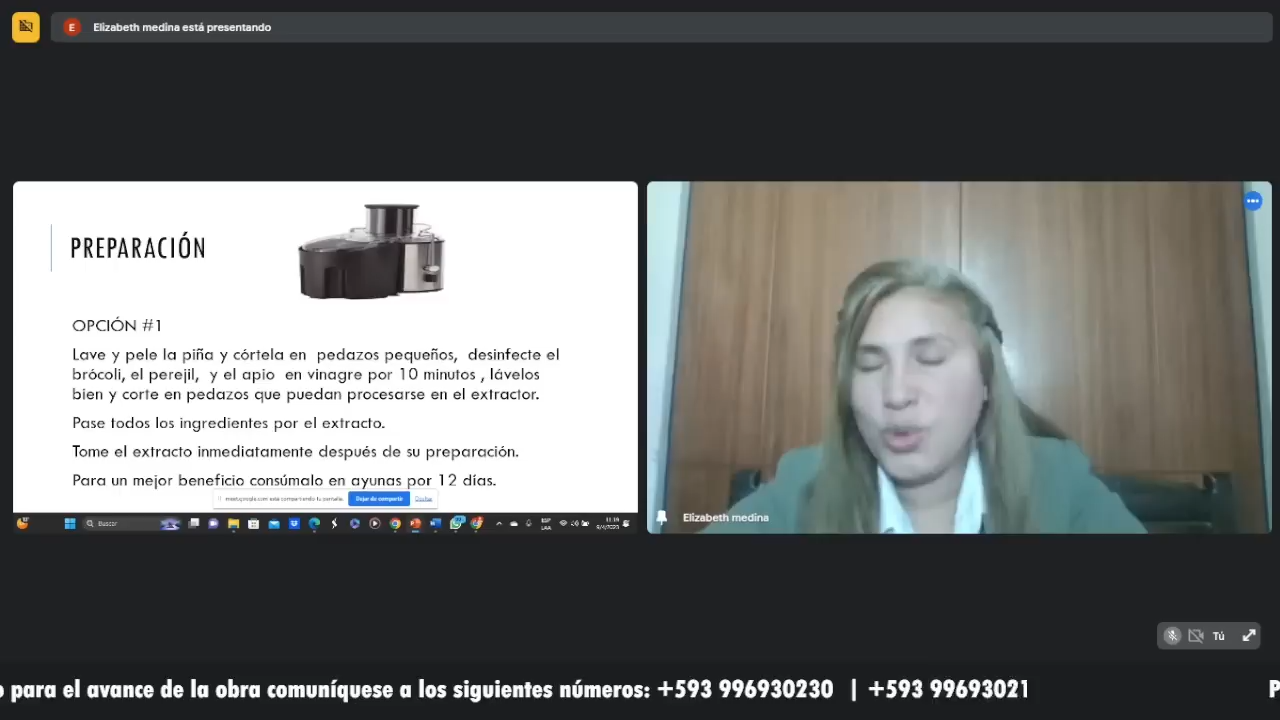 E Elizabeth medina está presentando
PREPARACIÓN
OPCIÓN #1
Lave y pele la piña y córtela en pedazos pequeños, desinfecte el
brócoli, el perejil, y el apio en vinagre por 10 minutos , lávelos
bien y corte en pedazos que puedan procesarse en el extractor.
Pase todos los ingredientes por el extracto.
Tome el extracto inmediatamente después de su preparación.
Para un mejor beneficio consúmalo en ayunas por 12 días.
Dejar de compartir
Ocultar
Buscar
ESP
LAA
Elizabeth medina
Tú
o para el avance de la obra comuníquese a los siguientes números: +593 996930230 | +593 99693021
P